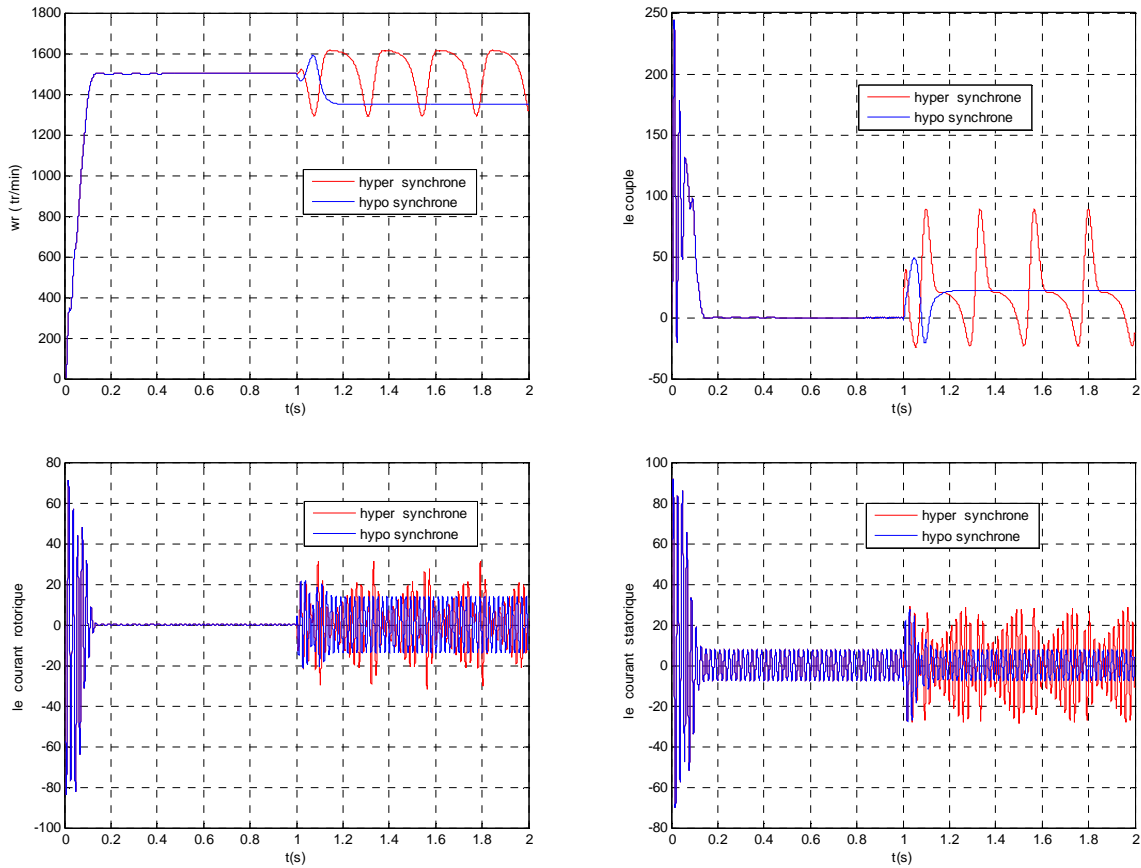 1800
1600
1400
1200
1000
800
600
400
200
0
wr ( tr/min)
hyper synchrone
hypo synchrone
0 0.2 0.4 0.6 0.8 1 1.2 1.4 1.6 1.8 2
t(s)
250
200
150
100
50
0
-50
le couple
hyper synchrone
hypo synchrone
0 0.2 0.4 0.6 0.8 1 1.2 1.4 1.6 1.8 2
t(s)
80
60
40
20
0
-20
-40
-60
-80
-100
le courant rotorique
hyper synchrone
hypo synchrone
0 0.2 0.4 0.6 0.8 1 1.2 1.4 1.6 1.8 2
t(s)
100
80
60
40
20
0
-20
-40
-60
-80
le courant statorique
hyper synchrone
hypo synchrone
0 0.2 0.4 0.6 0.8 1 1.2 1.4 1.6 1.8 2
t(s)